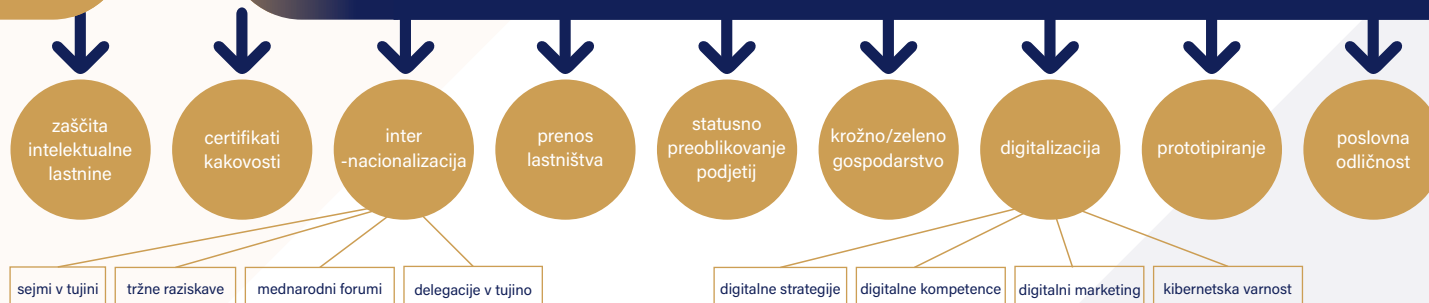 zaščita
intelektualne
lastnine
certifikati
kakovosti
inter
-nacionalizacija
prenos
lastništva
statusno
preoblikovanje
podjetij
krožno/zeleno
gospodarstvo
digitalizacija
prototipiranje
poslovna
odličnost
sejmi v tujini
tržne raziskave
mednarodni forumi
delegacije v tujino
digitalne strategije
digitalne kompetence
digitalni marketing
kibernetska varnost